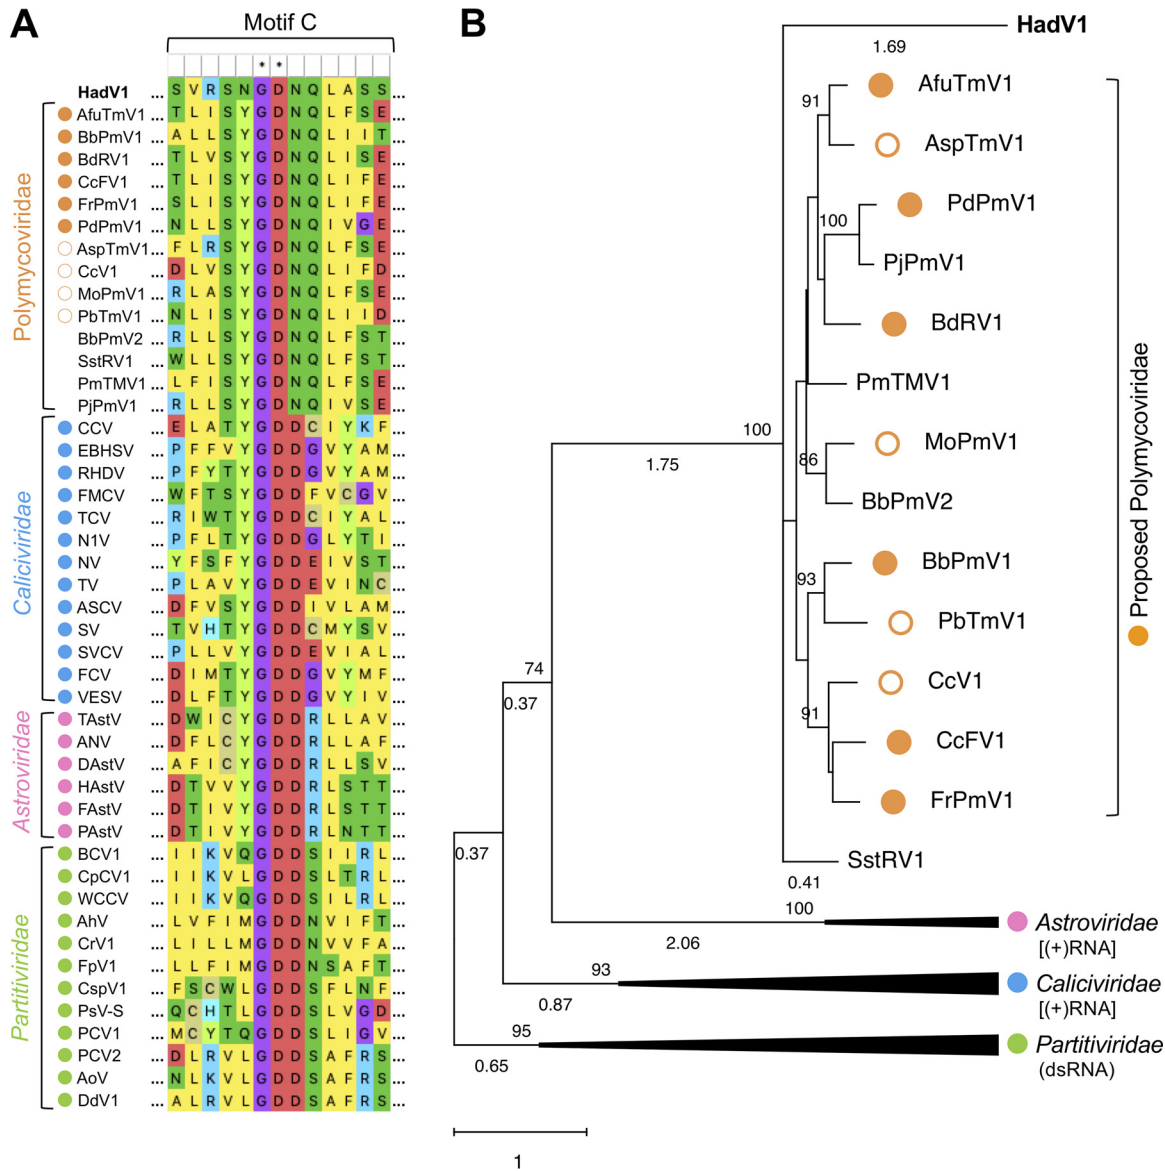 A
Motif C
* *
HadV1 ... S V R S N G D N Q L A S S ...
AfuTmV1 ... T L I S Y G D N Q L F S E ...
BbPmV1 ... A L L S Y G D N Q L I I T ...
BdRV1 ... T L V S Y G D N Q L I S E ...
CcFV1 ... T L I S Y G D N Q L I F E ...
FrPmV1 ... S L I S Y G D N Q L I F E ...
PdPmV1 ... N L L S Y G D N Q I V G E ...
AspTmV1 ... F L R S Y G D N Q L F S E ...
CcV1 ... D L V S Y G D N Q L I F D ...
MoPmV1 ... R L A S Y G D N Q L F S E ...
PbTmV1 ... N L I S Y G D N Q L I I D ...
BbPmV2 ... R L L S Y G D N Q L F S T ...
SstRV1 ... W L L S Y G D N Q L F S T ...
PmTMV1 ... L F I S Y G D N Q L F S E ...
PjPmV1 ... R L L S Y G D N Q I V S E ...
Polymycoviridae
CCV ... E L A T Y G D D C I Y K F ...
EBHSV ... P F F V Y G D D G V Y A M ...
RHDV ... P F Y T Y G D D G V Y A M ...
FMCV ... W F T S Y G D D F V C G V ...
TCV ... R I W T Y G D D C I Y A L ...
N1V ... P F L T Y G D D G L Y T I ...
NV ... Y F S F Y G D D E I V S T ...
TV ... P L A V Y G D D E V I N C ...
ASCV ... D F V S Y G D D I V L A M ...
SV ... T V H T Y G D D C M Y S V ...
SVCV ... P L L V Y G D D E V I A L ...
FCV ... D I M T Y G D D G V Y M F ...
VESV ... D L F T Y G D D G V Y I V ...
Caliciviridae
TAstV ... D W I C Y G D D R L L A V ...
ANV ... D F L C Y G D D R L L A F ...
DAstV ... A F I C Y G D D R L L S V ...
HAstV ... D T V V Y G D D R L S T T ...
FAstV ... D T I V Y G D D R L S T T ...
PAstV ... D T I V Y G D D R L N T T ...
Astroviridae
BCV1 ... I I K V Q G D D S I I R L ...
CpCV1 ... I I K V L G D D S L T R L ...
WCCV ... I I K V Q G D D S I L R L ...
AhV ... L V F I M G D D N V I F T ...
CrV1 ... L I L L M G D D N V V F A ...
FpV1 ... L L F I M G D D N S A F T ...
CspV1 ... F S C W L G D D S F L N F ...
PsV-S ... Q C H T L G D D S L V G D ...
PCV1 ... M C Y T Q G D D S L I G V ...
PCV2 ... D L R V L G D D S A F R S ...
AoV ... N L K V L G D D S A F R S ...
DdV1 ... A L R V L G D D S A F R S ...
Partitiviridae
B
HadV1
1.69
91
AfuTmV1
AspTmV1
PdPmV1
100
PjPmV1
BdRV1
PmTMV1
100
1.75
MoPmV1
86
BbPmV2
BbPmV1
93
PbTmV1
CcV1
91
CcFV1
FrPmV1
Proposed Polymycoviridae
74
0.37
0.37
SstRV1
0.41
100
2.06
Astroviridae
[(+)RNA]
93
0.87
Caliciviridae
[(+)RNA]
95
0.65
Partitiviridae
(dsRNA)
1